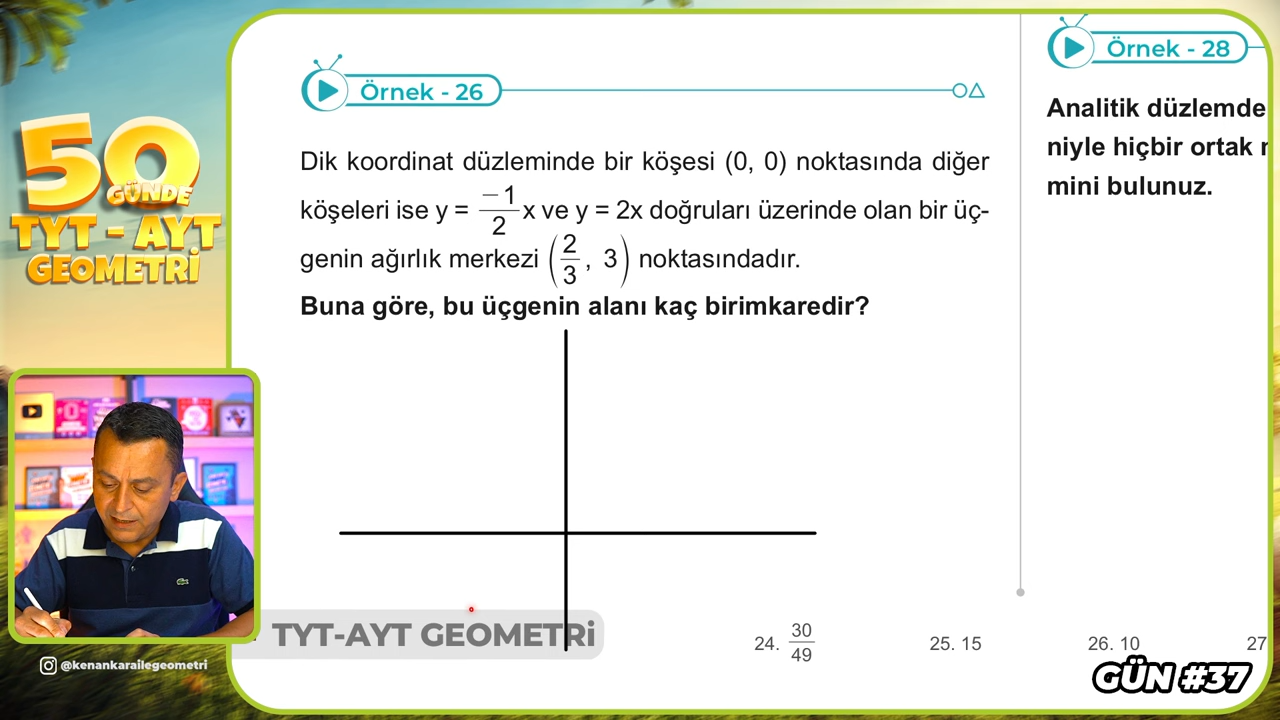 50
GÜNDE
TYT - AYT
GEOMETRİ
@kenankarailegeometri
Örnek - 26
Dik koordinat düzleminde bir köşesi (0, 0) noktasında diğer
köşeleri ise y = −1/2 x ve y = 2x doğruları üzerinde olan bir üç-
genin ağırlık merkezi (2/3, 3) noktasındadır.
Buna göre, bu üçgenin alanı kaç birimkaredir?
TYT-AYT GEOMETRİ
24. 30/49
25. 15
26. 10
27
Örnek - 28
Analitik düzlemde
niyle hiçbir ortak
mini bulunuz.
GÜN #37